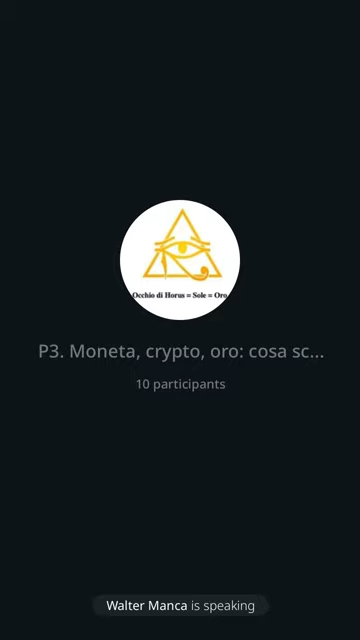 Occhio di Horus = Sole = Oro
P3. Moneta, crypto, oro: cosa sc...
10 participants
Walter Manca is speaking